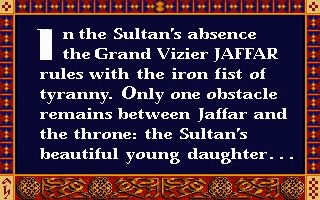 In the Sultan's absence
the Grand Vizier JAFFAR
rules with the iron fist of
tyranny. Only one obstacle
remains between Jaffar and
the throne: the Sultan's
beautiful young daughter...